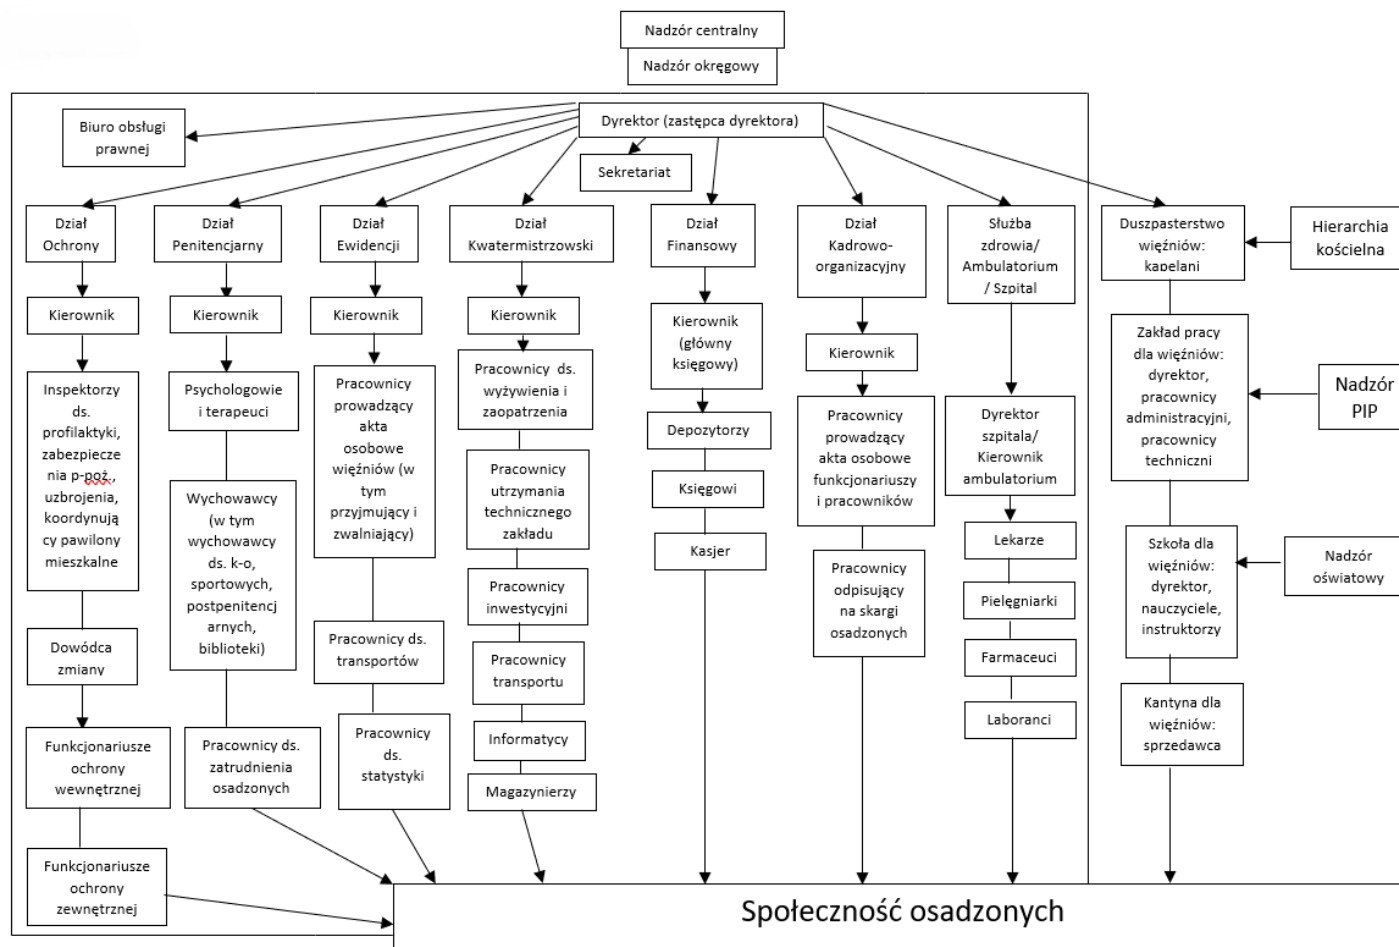 Nadzór centralny
Nadzór okręgowy
Dyrektor (zastępca dyrektora)
Biuro obsługi
prawnej
Sekretariat
Dział
Ochrony
Kierownik
Inspektorzy
ds.
profilaktyki,
zabezpiecze
nia p-poż.,
uzbrojenia,
koordynują
cy pawilony
mieszkalne
Dowódca
zmiany
Funkcjonariusze
ochrony
wewnętrznej
Funkcjonariusze
ochrony
zewnętrznej
Dział
Penitencjarny
Kierownik
Psychologowie
i terapeuci
Wychowawcy
(w tym
wychowawcy
ds. k-o,
sportowych,
postpenitencj
arnych,
biblioteki)
Pracownicy ds.
zatrudnienia
osadzonych
Dział
Ewidencji
Kierownik
Pracownicy
prowadzący
akta
osobowe
więźniów (w
tym
przyjmujący i
zwalniający)
Pracownicy ds.
transportów
Pracownicy
ds.
statystyki
Dział
Kwatermistrzowski
Kierownik
Pracownicy ds.
wyżywienia i
zaopatrzenia
Pracownicy
utrzymania
technicznego
zakładu
Pracownicy
inwestycyjni
Pracownicy
transportu
Informatycy
Magazynierzy
Dział
Finansowy
Kierownik
(główny
księgowy)
Depozytorzy
Księgowi
Kasjer
Dział
Kadrowo-
organizacyjny
Kierownik
Pracownicy
prowadzący
akta osobowe
funkcjonariuszy
i pracowników
Pracownicy
odpisujący
na skargi
osadzonych
Służba
zdrowia/
Ambulatorium
/ Szpital
Dyrektor
szpitala/
Kierownik
ambulatorium
Lekarze
Pielęgniarki
Farmaceuci
Laboranci
Duszpasterstwo
więźniów:
kapelani
Hierarchia
kościelna
Zakład pracy
dla więźniów:
dyrektor,
pracownicy
administracyjni,
pracownicy
techniczni
Nadzór
PIP
Szkoła dla
więźniów:
dyrektor,
nauczyciele,
instruktorzy
Nadzór
oświatowy
Kantyna dla
więźniów:
sprzedawca
Społeczność osadzonych